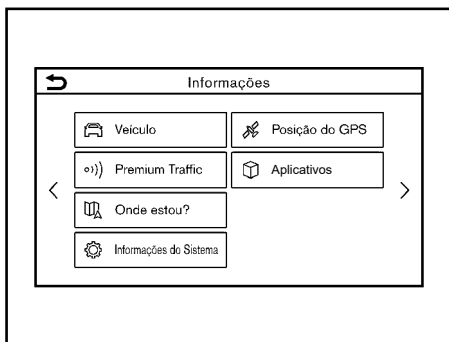 Informações
Veículo
Posição do GPS
Premium Traffic
Aplicativos
Onde estou?
Informações do Sistema